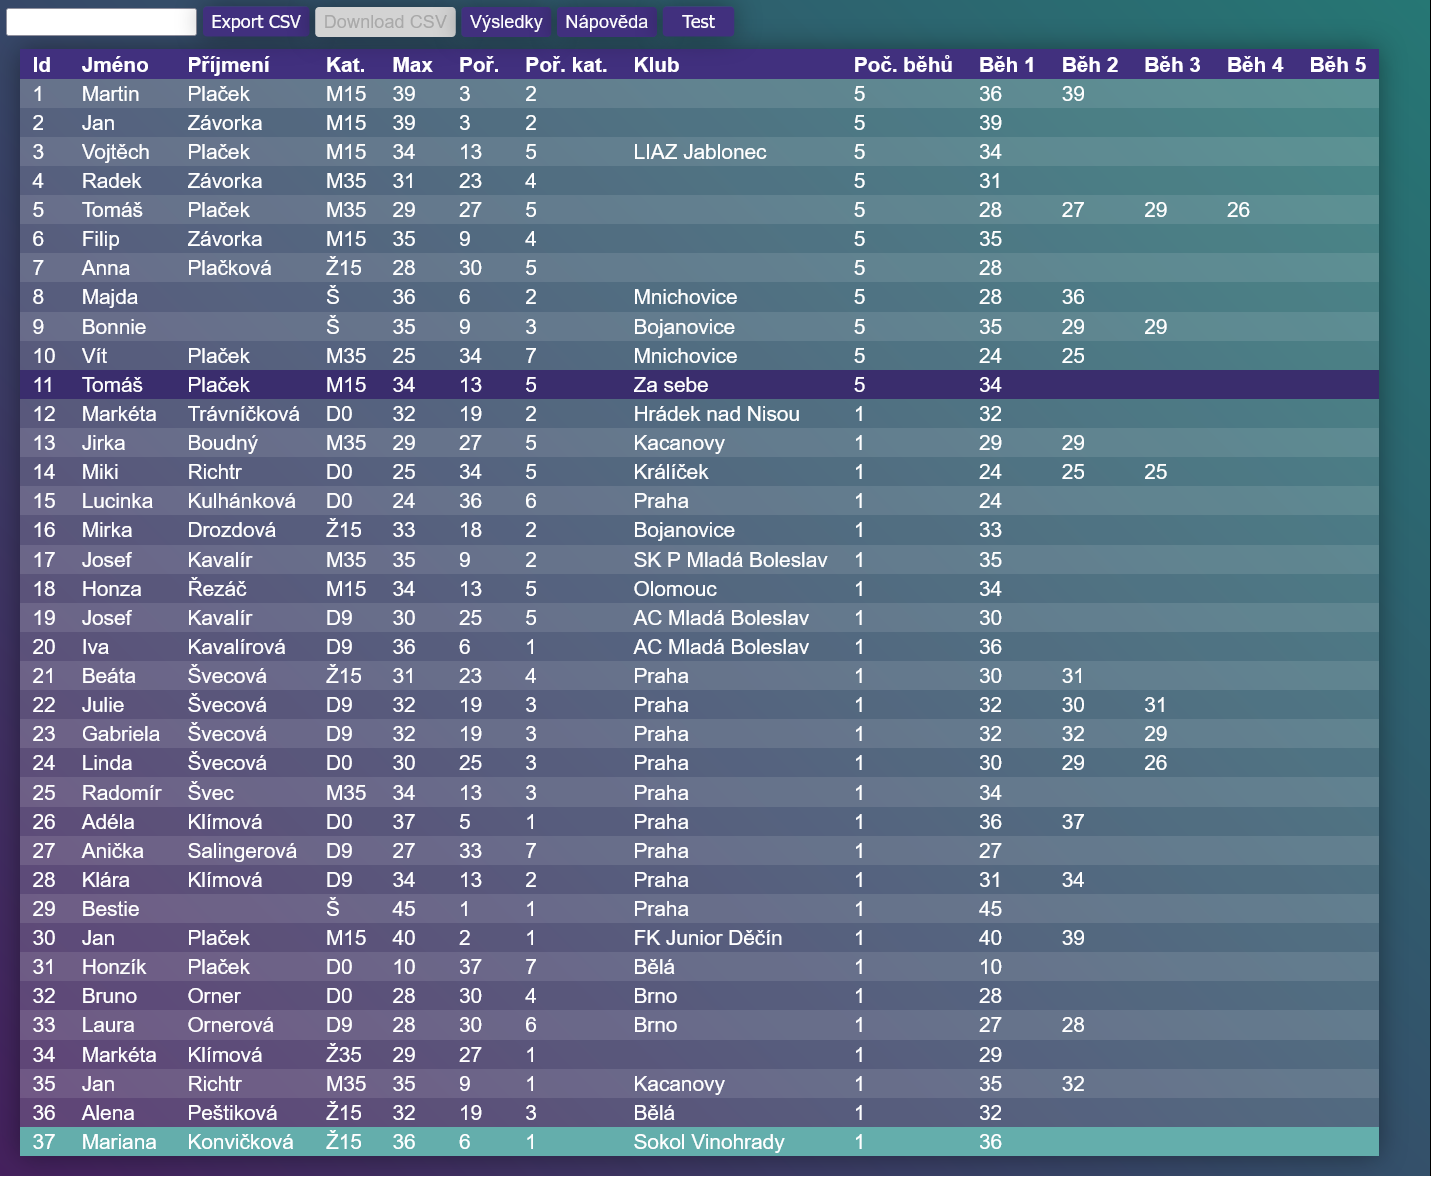 Export CSV Download CSV Výsledky Nápověda Test
Id Jméno Příjmení Kat. Max Poř. Poř. kat. Klub Poč. běhů Běh 1 Běh 2 Běh 3 Běh 4 Běh 5
1 Martin Plaček M15 39 3 2 5 36 39
2 Jan Závorka M15 39 3 2 5 39
3 Vojtěch Plaček M15 34 13 5 LIAZ Jablonec 5 34
4 Radek Závorka M35 31 23 4 5 31
5 Tomáš Plaček M35 29 27 5 5 28 27 29 26
6 Filip Závorka M15 35 9 4 5 35
7 Anna Plačková Ž15 28 30 5 5 28
8 Majda Š 36 6 2 Mnichovice 5 28 36
9 Bonnie Š 35 9 3 Bojanovice 5 35 29 29
10 Vít Plaček M35 25 34 7 Mnichovice 5 24 25
11 Tomáš Plaček M15 34 13 5 Za sebe 5 34
12 Markéta Trávníčková D0 32 19 2 Hrádek nad Nisou 1 32
13 Jirka Boudný M35 29 27 5 Kacanovy 1 29 29
14 Miki Richtr D0 25 34 5 Králíček 1 24 25 25
15 Lucinka Kulhánková D0 24 36 6 Praha 1 24
16 Mirka Drozdová Ž15 33 18 2 Bojanovice 1 33
17 Josef Kavalír M35 35 9 2 SK P Mladá Boleslav 1 35
18 Honza Řezáč M15 34 13 5 Olomouc 1 34
19 Josef Kavalír D9 30 25 5 AC Mladá Boleslav 1 30
20 Iva Kavalírová D9 36 6 1 AC Mladá Boleslav 1 36
21 Beáta Švecová Ž15 31 23 4 Praha 1 30 31
22 Julie Švecová D9 32 19 3 Praha 1 32 30 31
23 Gabriela Švecová D9 32 19 3 Praha 1 32 32 29
24 Linda Švecová D0 30 25 3 Praha 1 30 29 26
25 Radomír Švec M35 34 13 3 Praha 1 34
26 Adéla Klímová D0 37 5 1 Praha 1 36 37
27 Anička Salingerová D9 27 33 7 Praha 1 27
28 Klára Klímová D9 34 13 2 Praha 1 31 34
29 Bestie Š 45 1 1 Praha 1 45
30 Jan Plaček M15 40 2 1 FK Junior Děčín 1 40 39
31 Honzík Plaček D0 10 37 7 Bělá 1 10
32 Bruno Orner D0 28 30 4 Brno 1 28
33 Laura Ornerová D9 28 30 6 Brno 1 27 28
34 Markéta Klímová Ž35 29 27 1 1 29
35 Jan Richtr M35 35 9 1 Kacanovy 1 35 32
36 Alena Peštiková Ž15 32 19 3 Bělá 1 32
37 Mariana Konvičková Ž15 36 6 1 Sokol Vinohrady 1 36